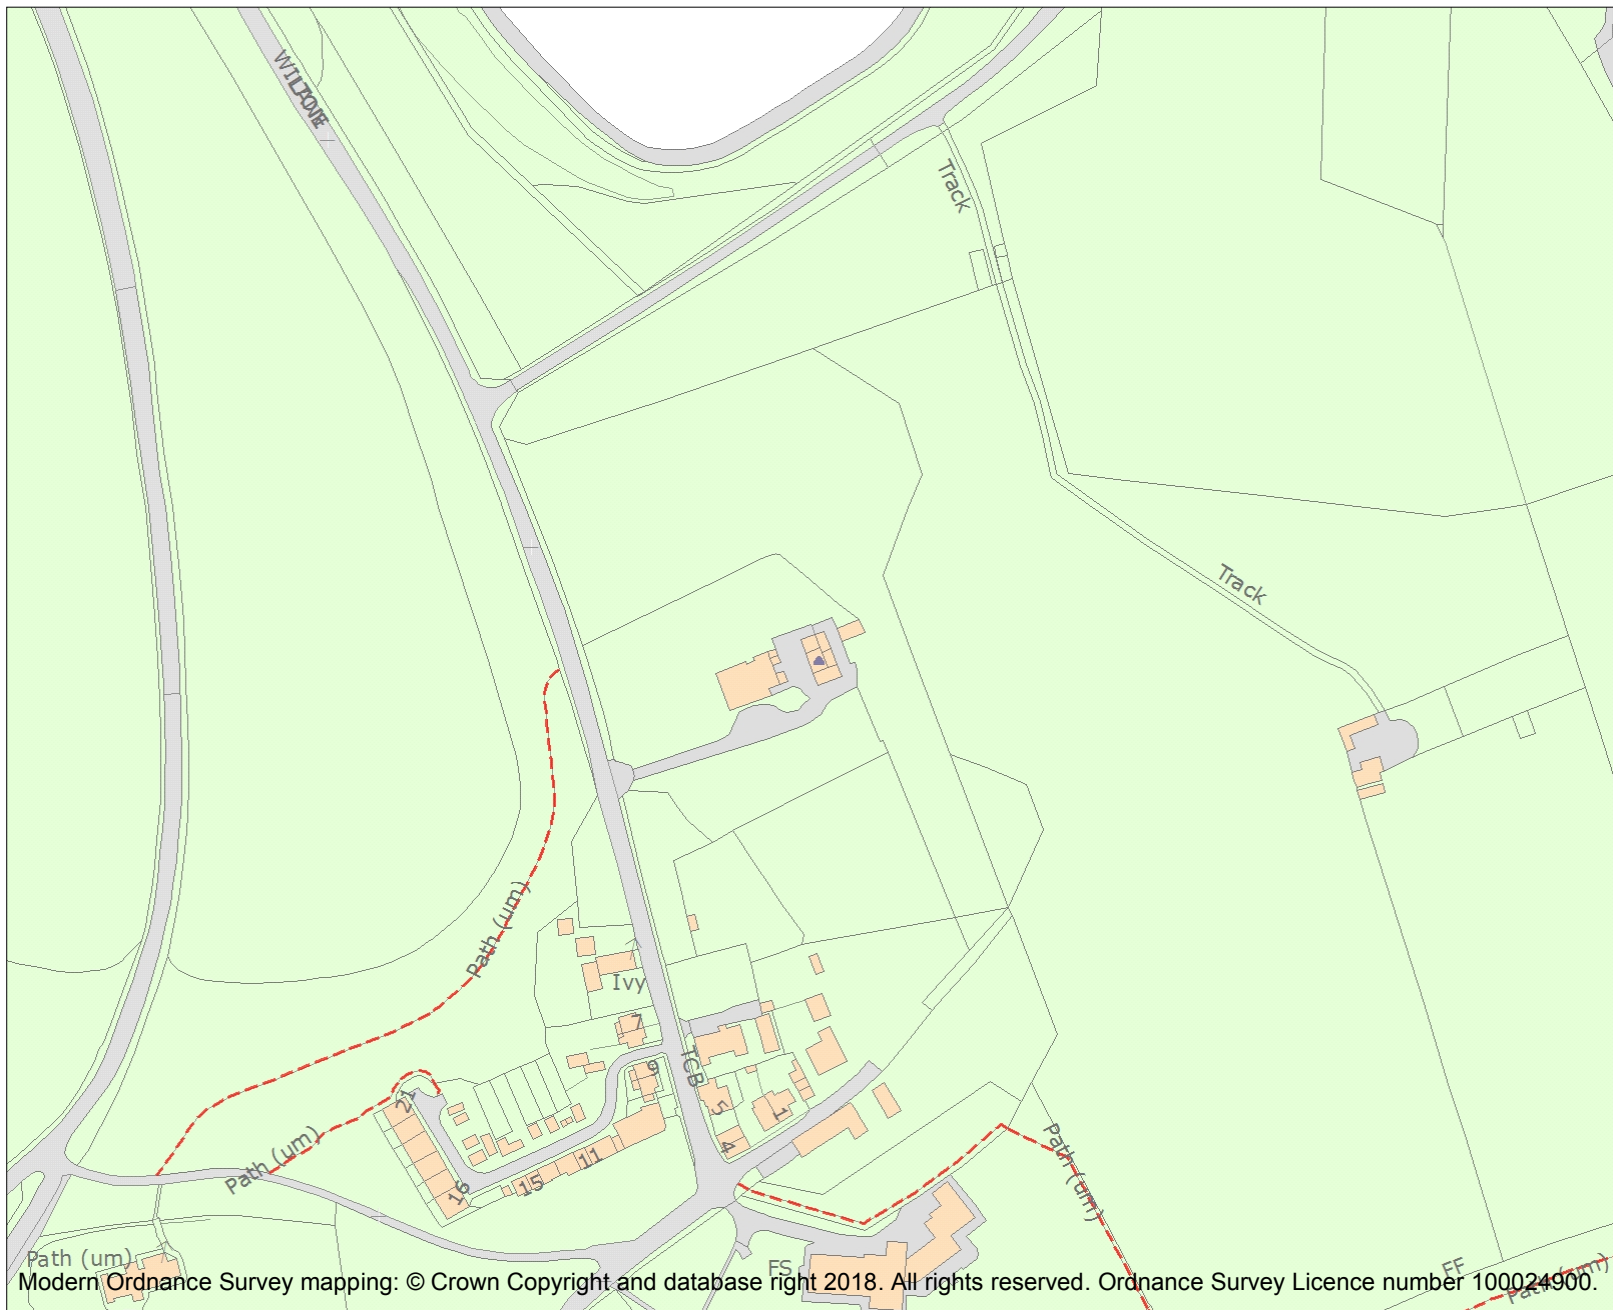 Track
Track
Path (um)
Ivy
7
TCB
9
5
1
4
21
11
15
16
Path (um)
Path (um)
Path (um)
FS
FF
Path (um)
Modern Ordnance Survey mapping: © Crown Copyright and database right 2018. All rights reserved. Ordnance Survey Licence number 100024900.